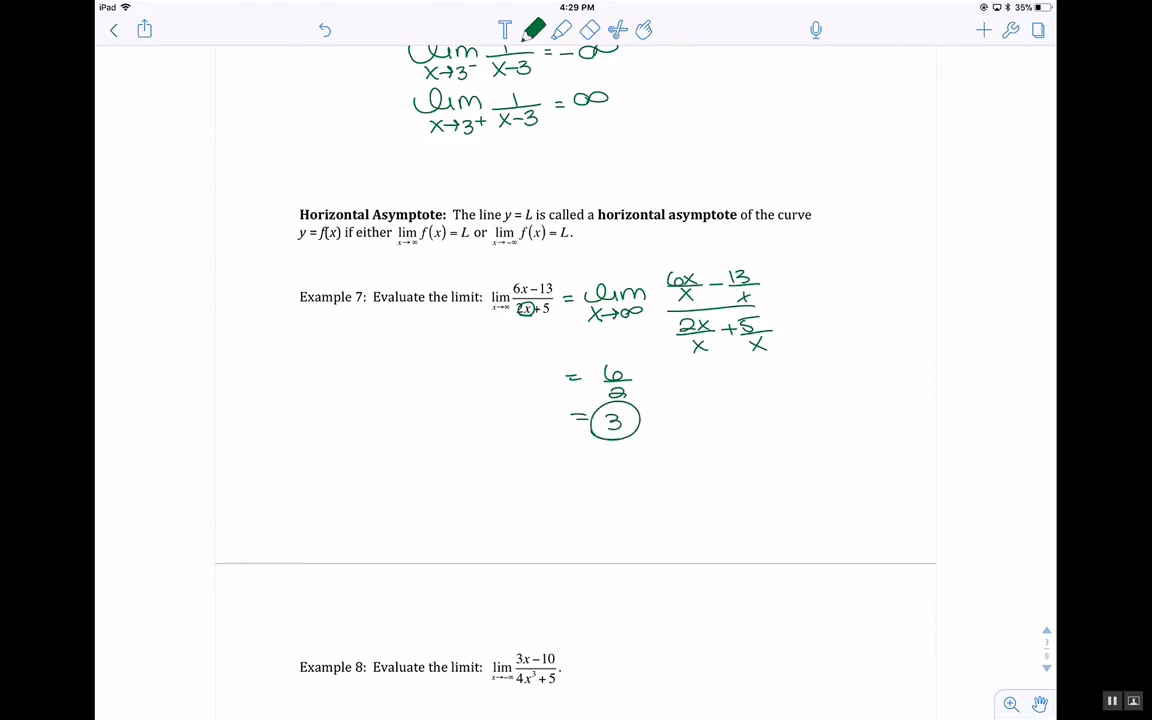 iPad 4:29 PM 35%
T
lim x→3⁻ 1/(x-3) = -∞
lim x→3⁺ 1/(x-3) = ∞
Horizontal Asymptote: The line y = L is called a horizontal asymptote of the curve
y = f(x) if either lim x→∞ f(x) = L or lim x→-∞ f(x) = L.
Example 7: Evaluate the limit: lim x→∞ (6x-13)/(2x+5) = lim x→∞ (6x/x - 13/x)/(2x/x + 5/x)
= 6/2
= 3
Example 8: Evaluate the limit: lim x→-∞ (3x-10)/(4x³+5).
3
8